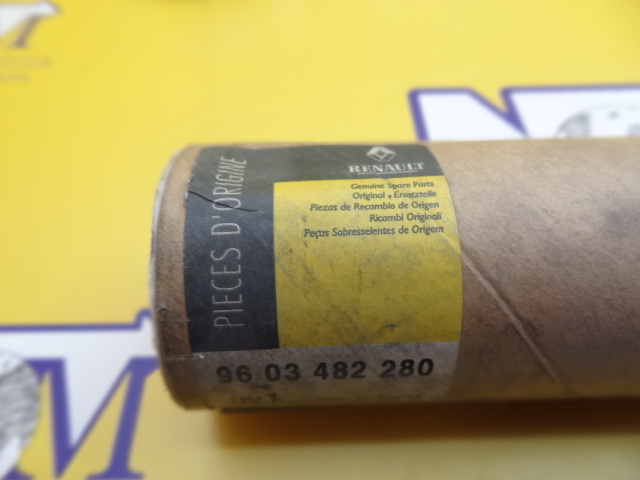 PIECES D'ORIGINE
RENAULT
Genuine Spare Parts
Original . Ersatzteile
Piezas de Recambio de Origen
Ricambi Originali
Peças Sobresselentes de Origem
96 03 482 280
M
M